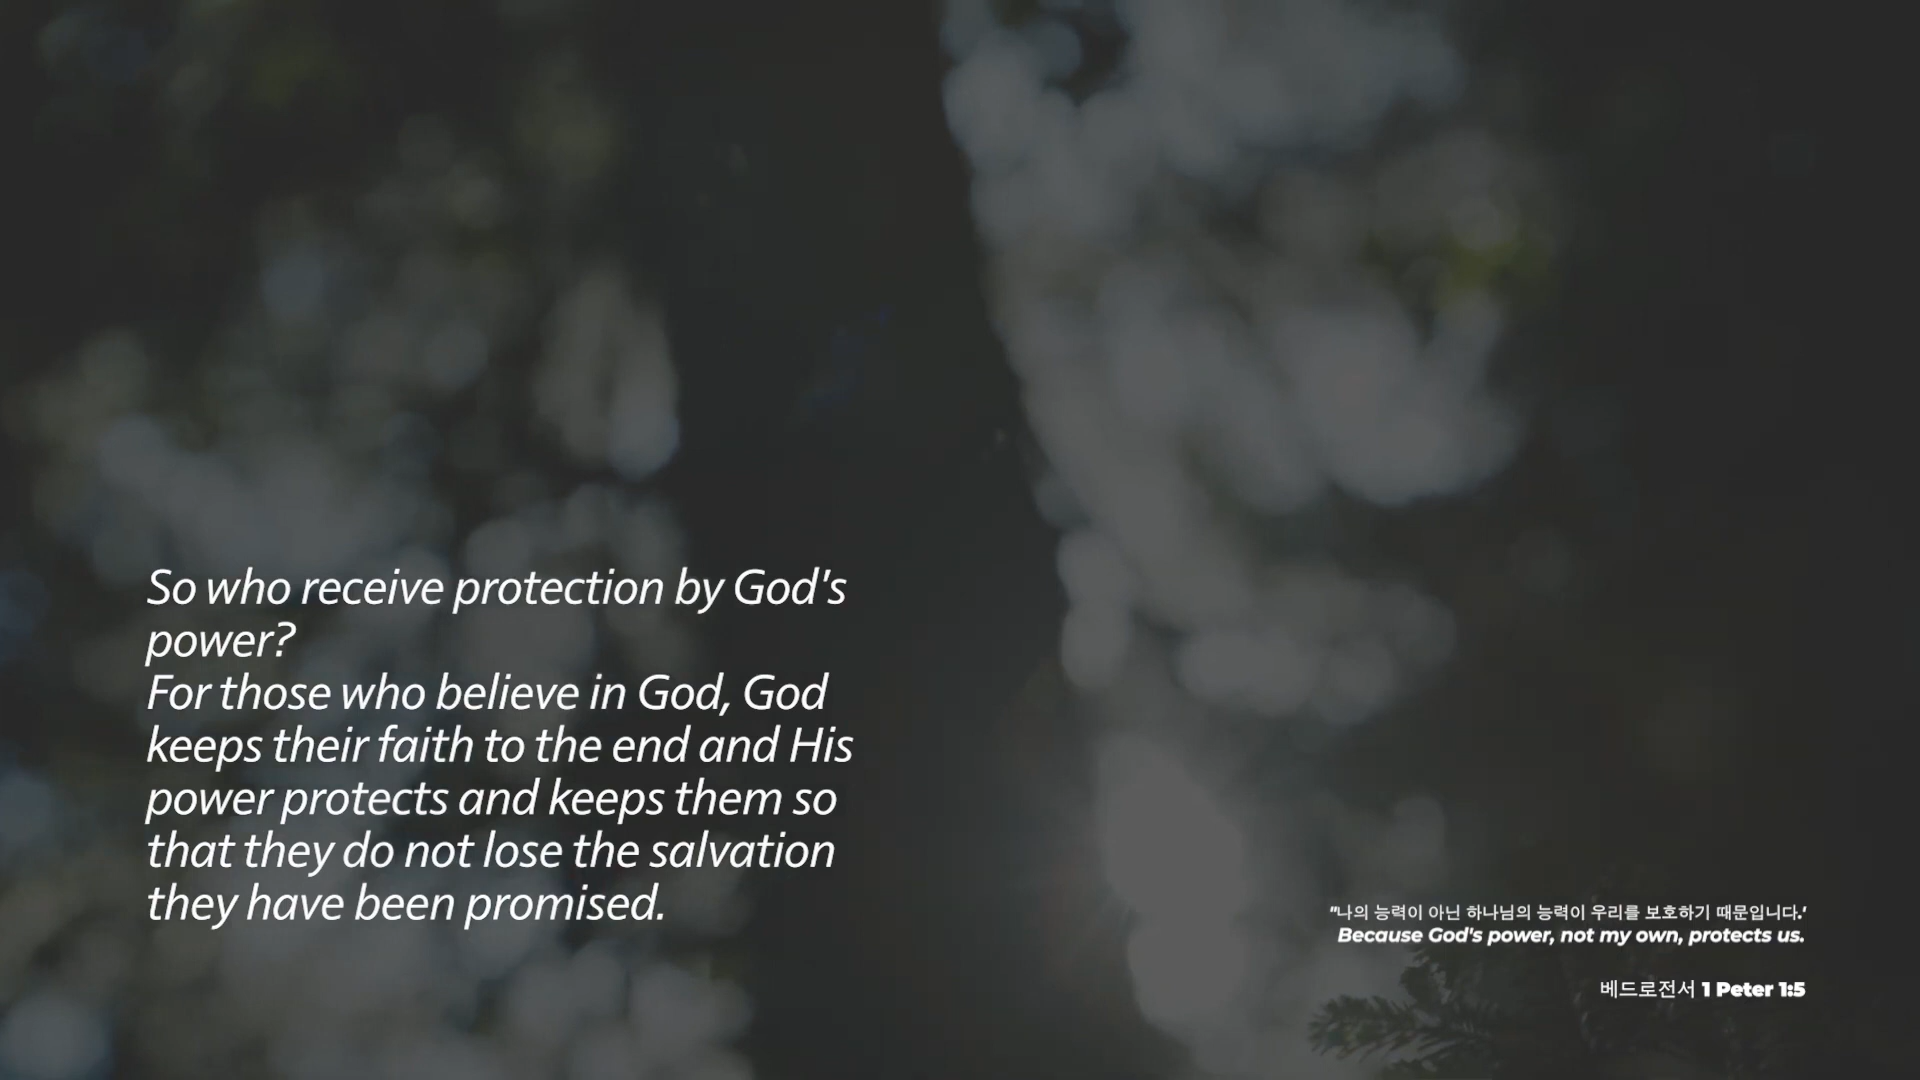 So who receive protection by God's
power?
For those who believe in God, God
keeps their faith to the end and His
power protects and keeps them so
that they do not lose the salvation
they have been promised.
"나의 능력이 아닌 하나님의 능력이 우리를 보호하기 때문입니다.'
Because God's power, not my own, protects us.
베드로전서 1 Peter 1:5